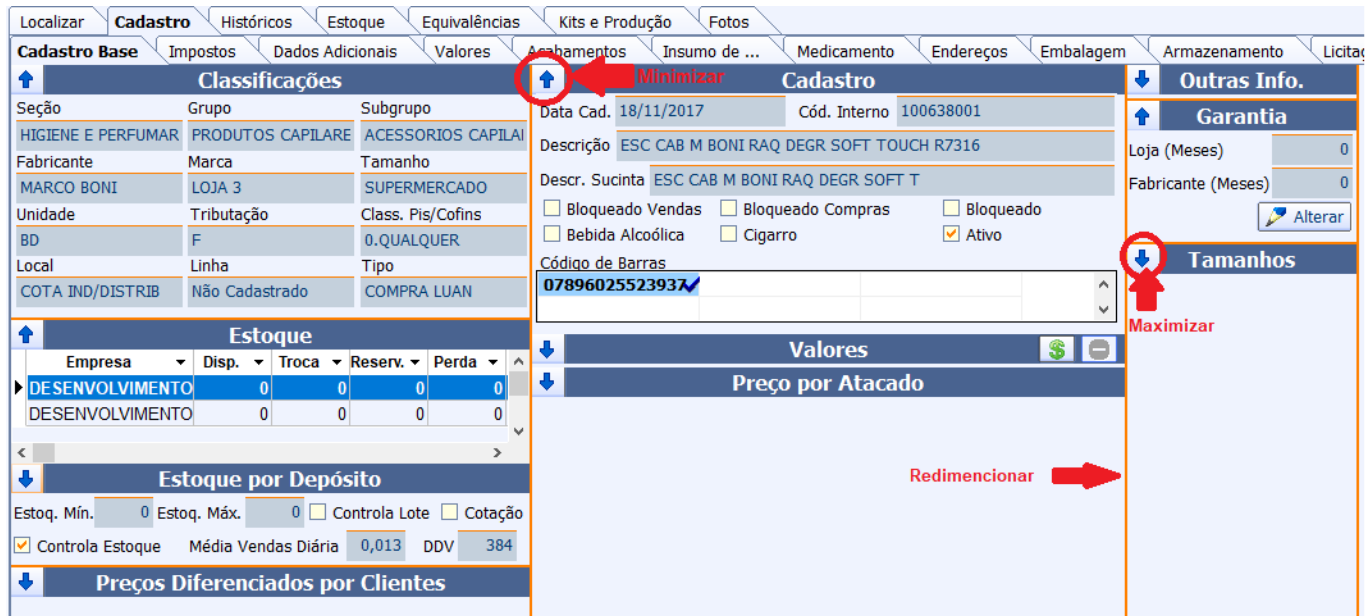 Localizar Cadastro Históricos Estoque Equivalências Kits e Produção Fotos
Cadastro Base Impostos Dados Adicionais Valores Acabamentos Insumo de ... Medicamento Endereços Embalagem Armazenamento Licitaç
Classificações
Seção Grupo Subgrupo
HIGIENE E PERFUMAR PRODUTOS CAPILARE ACESSORIOS CAPILAI
Fabricante Marca Tamanho
MARCO BONI LOJA 3 SUPERMERCADO
Unidade Tributação Class. Pis/Cofins
BD F 0.QUALQUER
Local Linha Tipo
COTA IND/DISTRIB Não Cadastrado COMPRA LUAN
Estoque
Empresa Disp. Troca Reserv. Perda
DESENVOLVIMENTO 0 0 0 0
DESENVOLVIMENTO 0 0 0 0
Estoque por Depósito
Estoq. Mín. 0 Estoq. Máx. 0 Controla Lote Cotação
Controla Estoque Média Vendas Diária 0,013 DDV 384
Preços Diferenciados por Clientes
Minimizar Cadastro
Data Cad. 18/11/2017 Cód. Interno 100638001
Descrição ESC CAB M BONI RAQ DEGR SOFT TOUCH R7316
Descr. Sucinta ESC CAB M BONI RAQ DEGR SOFT T
Bloqueado Vendas Bloqueado Compras Bloqueado
Bebida Alcoólica Cigarro Ativo
Código de Barras
07896025523937
Valores
Preço por Atacado
Redimencionar
Outras Info.
Garantia
Loja (Meses) 0
Fabricante (Meses) 0
Alterar
Tamanhos
Maximizar